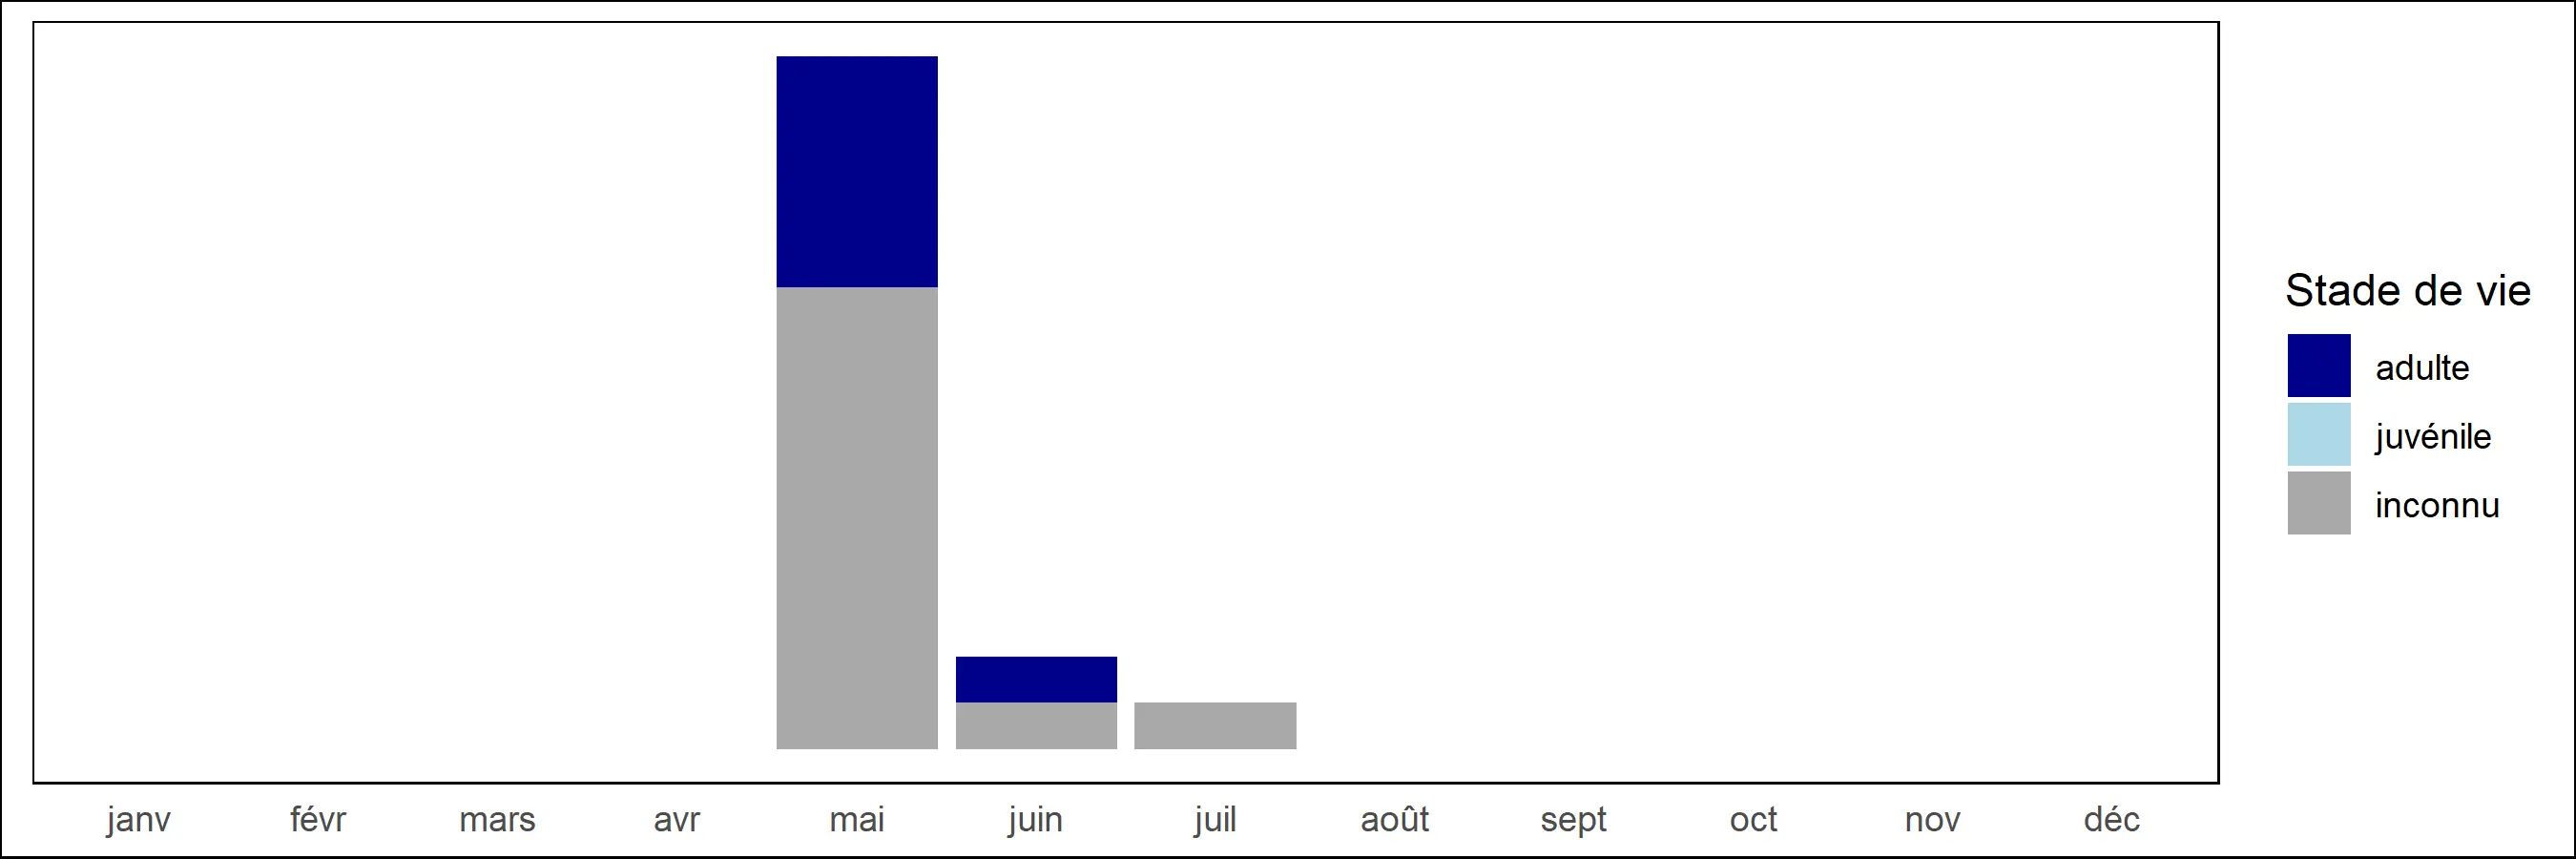 Stade de vie
adulte
juvénile
inconnu
janv févr mars avr mai juin juil août sept oct nov déc